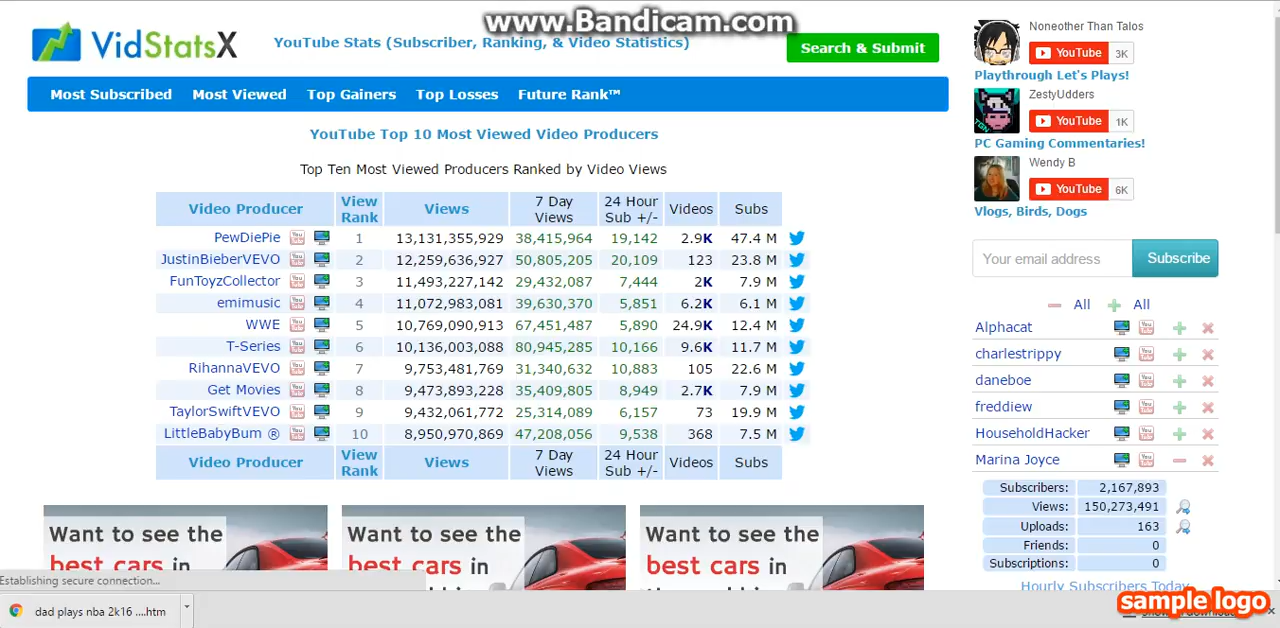 www.Bandicam.com
VidStatsX
YouTube Stats (Subscriber, Ranking, & Video Statistics)
Search & Submit
Most Subscribed Most Viewed Top Gainers Top Losses Future Rank™
YouTube Top 10 Most Viewed Video Producers
Top Ten Most Viewed Producers Ranked by Video Views
Video Producer View Rank Views 7 Day Views 24 Hour Sub +/- Videos Subs
PewDiePie 1 13,131,355,929 38,415,964 19,142 2.9K 47.4 M
JustinBieberVEVO 2 12,259,636,927 50,805,205 20,109 123 23.8 M
FunToyzCollector 3 11,493,227,142 29,432,087 7,444 2K 7.9 M
emimusic 4 11,072,983,081 39,630,370 5,851 6.2K 6.1 M
WWE 5 10,769,090,913 67,451,487 5,890 24.9K 12.4 M
T-Series 6 10,136,003,088 80,945,285 10,166 9.6K 11.7 M
RihannaVEVO 7 9,753,481,769 31,340,632 10,883 105 22.6 M
Get Movies 8 9,473,893,228 35,409,805 8,949 2.7K 7.9 M
TaylorSwiftVEVO 9 9,432,061,772 25,314,089 6,157 73 19.9 M
LittleBabyBum ® 10 8,950,970,869 47,208,056 9,538 368 7.5 M
Video Producer View Rank Views 7 Day Views 24 Hour Sub +/- Videos Subs
Want to see the
best cars in
Want to see the
best cars in
Want to see the
best cars in
Noneother Than Talos
YouTube 3K
Playthrough Let's Plays!
ZestyUdders
YouTube 1K
PC Gaming Commentaries!
Wendy B
YouTube 6K
Vlogs, Birds, Dogs
Your email address Subscribe
All All
Alphacat
charlestrippy
daneboe
freddiew
HouseholdHacker
Marina Joyce
Subscribers: 2,167,893
Views: 150,273,491
Uploads: 163
Friends: 0
Subscriptions: 0
Hourly Subscribers Today
Establishing secure connection...
dad plays nba 2k16 ....htm
sample logo